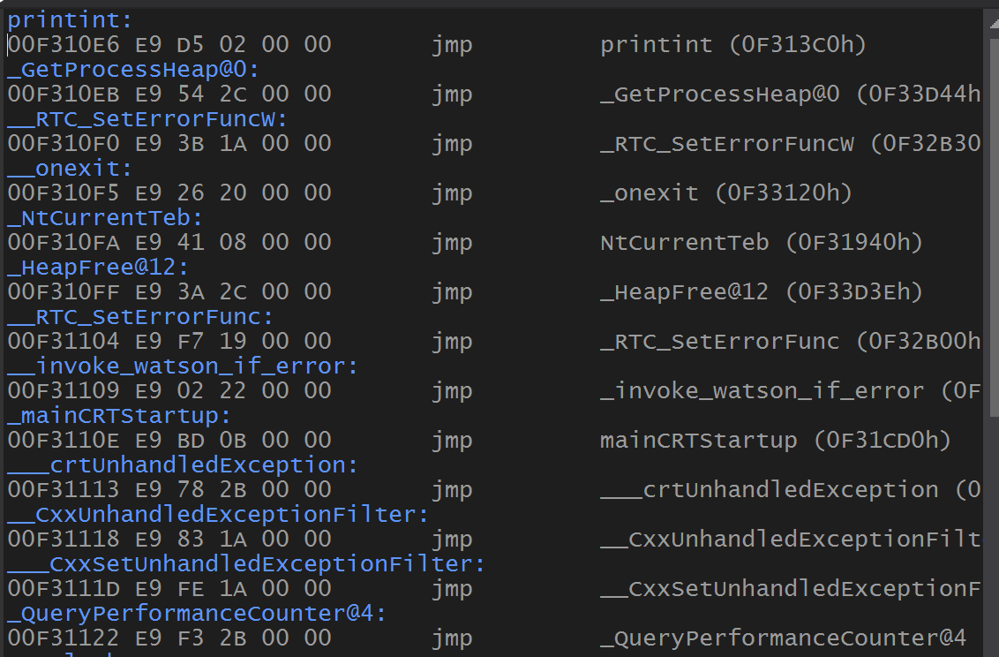 printint:
00F310E6 E9 D5 02 00 00 jmp printint (0F313C0h)
_GetProcessHeap@0:
00F310EB E9 54 2C 00 00 jmp _GetProcessHeap@0 (0F33D44h
__RTC_SetErrorFuncW:
00F310F0 E9 3B 1A 00 00 jmp _RTC_SetErrorFuncW (0F32B30
__onexit:
00F310F5 E9 26 20 00 00 jmp _onexit (0F33120h)
_NtCurrentTeb:
00F310FA E9 41 08 00 00 jmp NtCurrentTeb (0F31940h)
_HeapFree@12:
00F310FF E9 3A 2C 00 00 jmp _HeapFree@12 (0F33D3Eh)
__RTC_SetErrorFunc:
00F31104 E9 F7 19 00 00 jmp _RTC_SetErrorFunc (0F32B00h
__invoke_watson_if_error:
00F31109 E9 02 22 00 00 jmp _invoke_watson_if_error (0F
_mainCRTStartup:
00F3110E E9 BD 0B 00 00 jmp mainCRTStartup (0F31CD0h)
___crtUnhandledException:
00F31113 E9 78 2B 00 00 jmp ___crtUnhandledException (0
__CxxUnhandledExceptionFilter:
00F31118 E9 83 1A 00 00 jmp __CxxUnhandledExceptionFilt
___CxxSetUnhandledExceptionFilter:
00F3111D E9 FE 1A 00 00 jmp __CxxSetUnhandledExceptionF
_QueryPerformanceCounter@4:
00F31122 E9 F3 2B 00 00 jmp _QueryPerformanceCounter@4